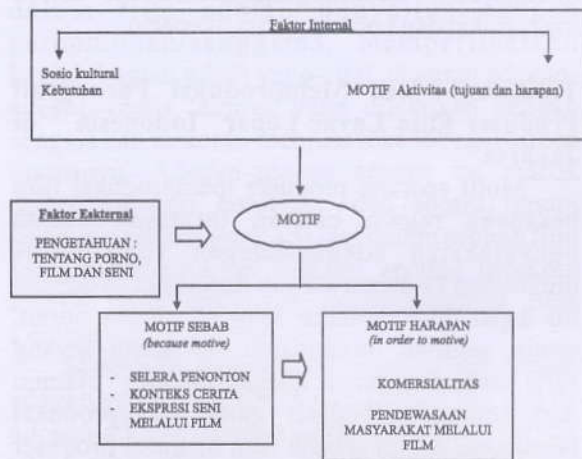 Faktor Internal
Sosio kultural
Kebutuhan
MOTIF Aktivitas (tujuan dan harapan)
Faktor Eakternal
PENGETAHUAN :
TENTANG PORNO,
FILM DAN SENI
MOTIF
MOTIF SEBAB
(because motive)
- SELERA PENONTON
- KONTEKS CERITA
- EKSPRESI SENI
MELALUI FILM
MOTIF HARAPAN
(in order to motive)
KOMERSIALITAS
PENDEWASAAN
MASYARAKAT MELALUI
FILM